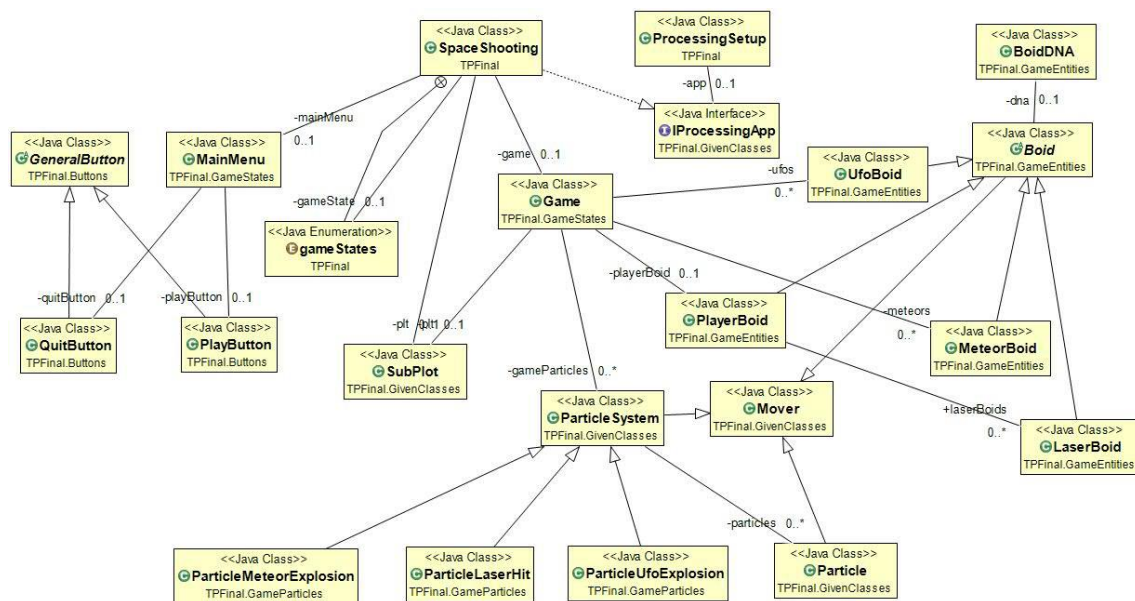 <<Java Class>>
SpaceShooting
TPFinal
<<Java Class>>
ProcessingSetup
TPFinal
<<Java Class>>
BoidDNA
TPFinal.GameEntities
-app 0..1
-dna 0..1
-mainMenu
0..1
<<Java Interface>>
IProcessingApp
TPFinal.GivenClasses
<<Java Class>>
GeneralButton
TPFinal.Buttons
<<Java Class>>
MainMenu
TPFinal.GameStates
<<Java Class>>
Boid
TPFinal.GameEntities
-game 0..1
-ufos
0..*
<<Java Class>>
UfoBoid
TPFinal.GameEntities
<<Java Class>>
Game
TPFinal.GameStates
-gameState 0..1
<<Java Enumeration>>
gameStates
TPFinal
-playerBoid 0..1
-quitButton 0..1
-playButton 0..1
<<Java Class>>
PlayerBoid
TPFinal.GameEntities
-meteors
0..*
<<Java Class>>
QuitButton
TPFinal.Buttons
<<Java Class>>
PlayButton
TPFinal.Buttons
-plt
0..1
<<Java Class>>
MeteorBoid
TPFinal.GameEntities
<<Java Class>>
SubPlot
TPFinal.GivenClasses
-gameParticles 0..*
<<Java Class>>
ParticleSystem
TPFinal.GivenClasses
<<Java Class>>
Mover
TPFinal.GivenClasses
+laserBoids
0..*
<<Java Class>>
LaserBoid
TPFinal.GameEntities
-particles 0..*
<<Java Class>>
ParticleMeteorExplosion
TPFinal.GameParticles
<<Java Class>>
ParticleLaserHit
TPFinal.GameParticles
<<Java Class>>
ParticleUfoExplosion
TPFinal.GameParticles
<<Java Class>>
Particle
TPFinal.GivenClasses